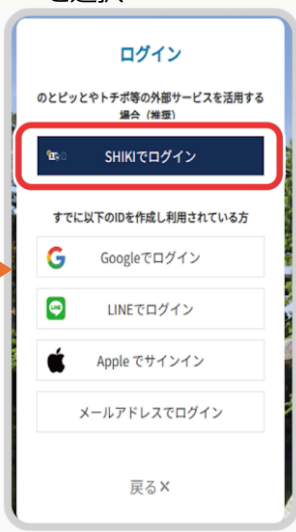 ログイン
のとピッとやトチポ等の外部サービスを活用する
場合（推奨）
SHIKIでログイン
すでに以下のIDを作成し利用されている方
Googleでログイン
LINEでログイン
Apple でサインイン
メールアドレスでログイン
戻る×